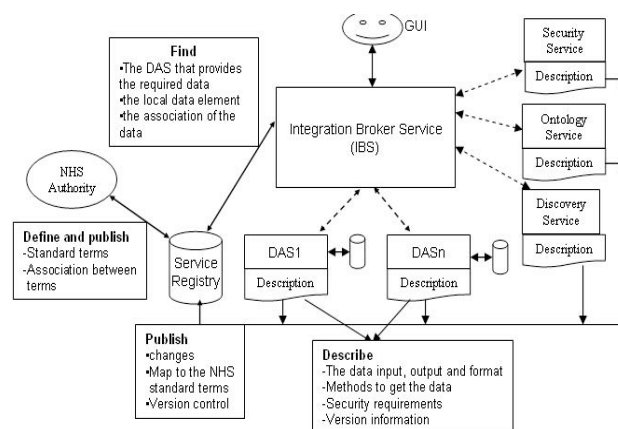 GUI
Security
Service
Description
Find
▪The DAS that provides
the required data
▪the local data element
▪the association of the
data
Integration Broker Service
(IBS)
Ontology
Service
Description
NHS
Authority
Discovery
Service
Description
Define and publish
-Standard terms
-Association between
terms
Service
Registry
DAS1
Description
DASn
Description
Publish
▪changes
▪Map to the NHS
standard terms
▪Version control
Describe
-The data input, output and format
-Methods to get the data
-Security requirements
-Version information